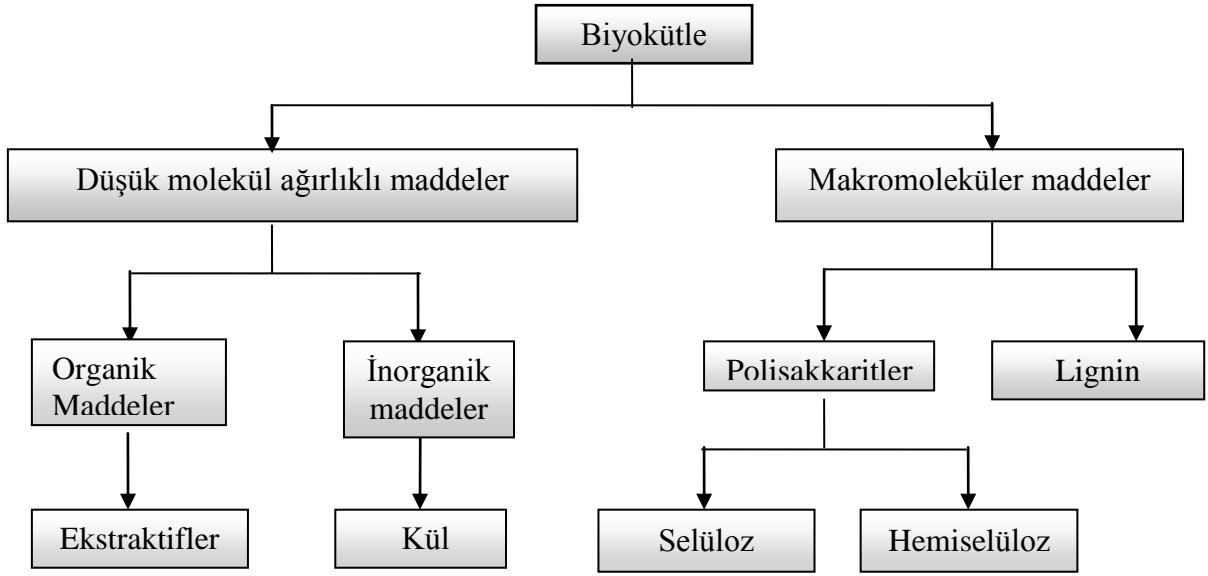 Biyokütle
Düşük molekül ağırlıklı maddeler
Makromoleküler maddeler
Organik
Maddeler
İnorganik
maddeler
Polisakkaritler
Lignin
Ekstraktifler
Kül
Selüloz
Hemiselüloz